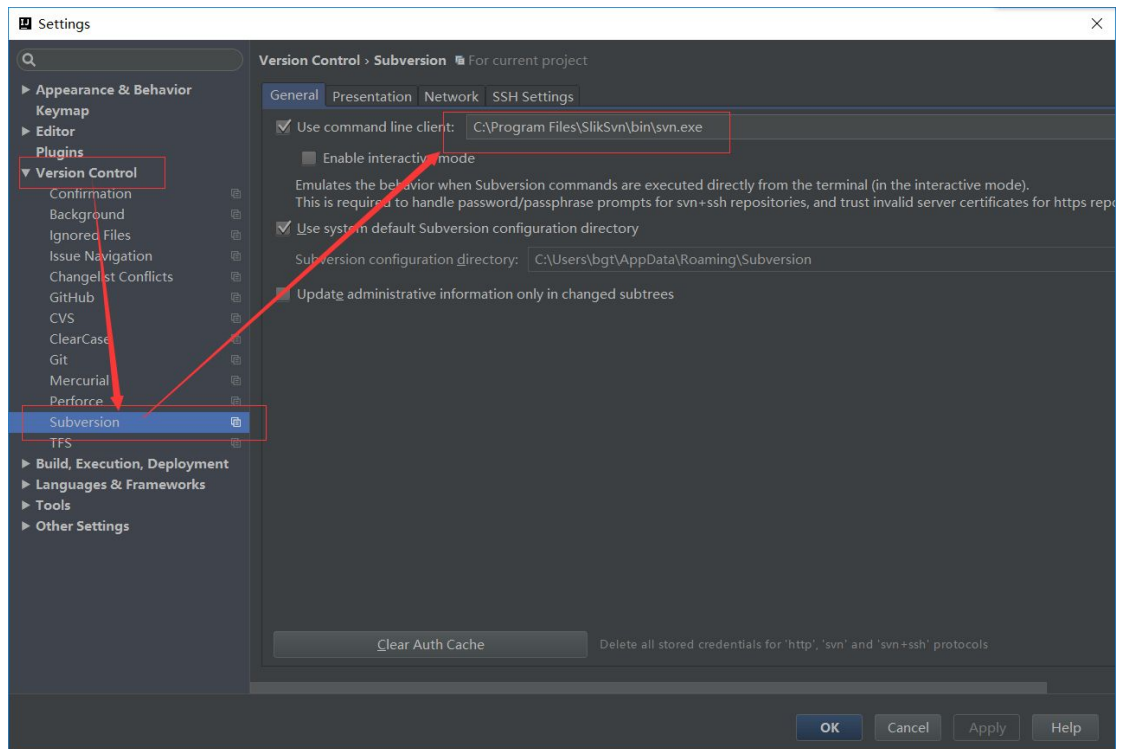 Settings
Version Control › Subversion For current project
Appearance & Behavior
Keymap
Editor
Plugins
Version Control
Confirmation
Background
Ignored Files
Issue Navigation
Changelist Conflicts
GitHub
CVS
ClearCase
Git
Mercurial
Perforce
Subversion
TFS
Build, Execution, Deployment
Languages & Frameworks
Tools
Other Settings
General Presentation Network SSH Settings
Use command line client: C:\Program Files\SlikSvn\bin\svn.exe
Enable interactive mode
Emulates the behavior when Subversion commands are executed directly from the terminal (in the interactive mode).
This is required to handle password/passphrase prompts for svn+ssh repositories, and trust invalid server certificates for https repo
Use system default Subversion configuration directory
Subversion configuration directory: C:\Users\bgt\AppData\Roaming\Subversion
Update administrative information only in changed subtrees
Clear Auth Cache Delete all stored credentials for 'http', 'svn' and 'svn+ssh' protocols
OK Cancel Apply Help